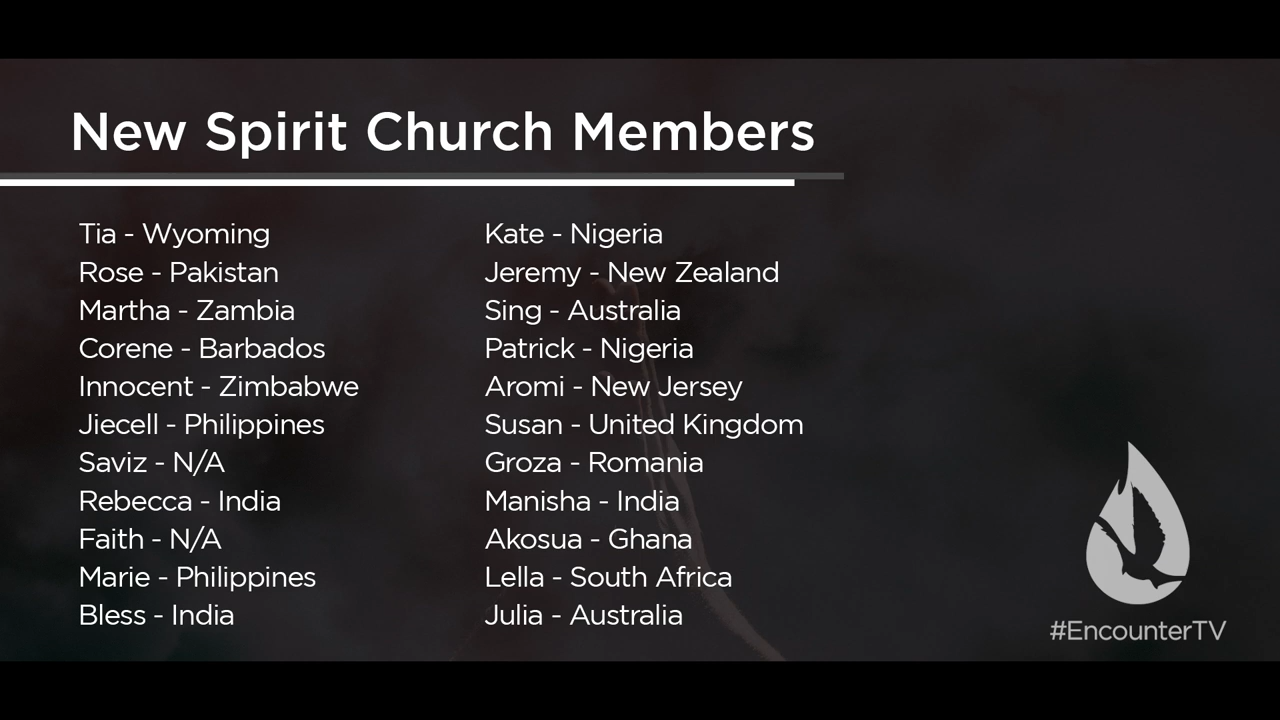 New Spirit Church Members
Tia - Wyoming
Rose - Pakistan
Martha - Zambia
Corene - Barbados
Innocent - Zimbabwe
Jiecell - Philippines
Saviz - N/A
Rebecca - India
Faith - N/A
Marie - Philippines
Bless - India
Kate - Nigeria
Jeremy - New Zealand
Sing - Australia
Patrick - Nigeria
Aromi - New Jersey
Susan - United Kingdom
Groza - Romania
Manisha - India
Akosua - Ghana
Lella - South Africa
Julia - Australia
#EncounterTV